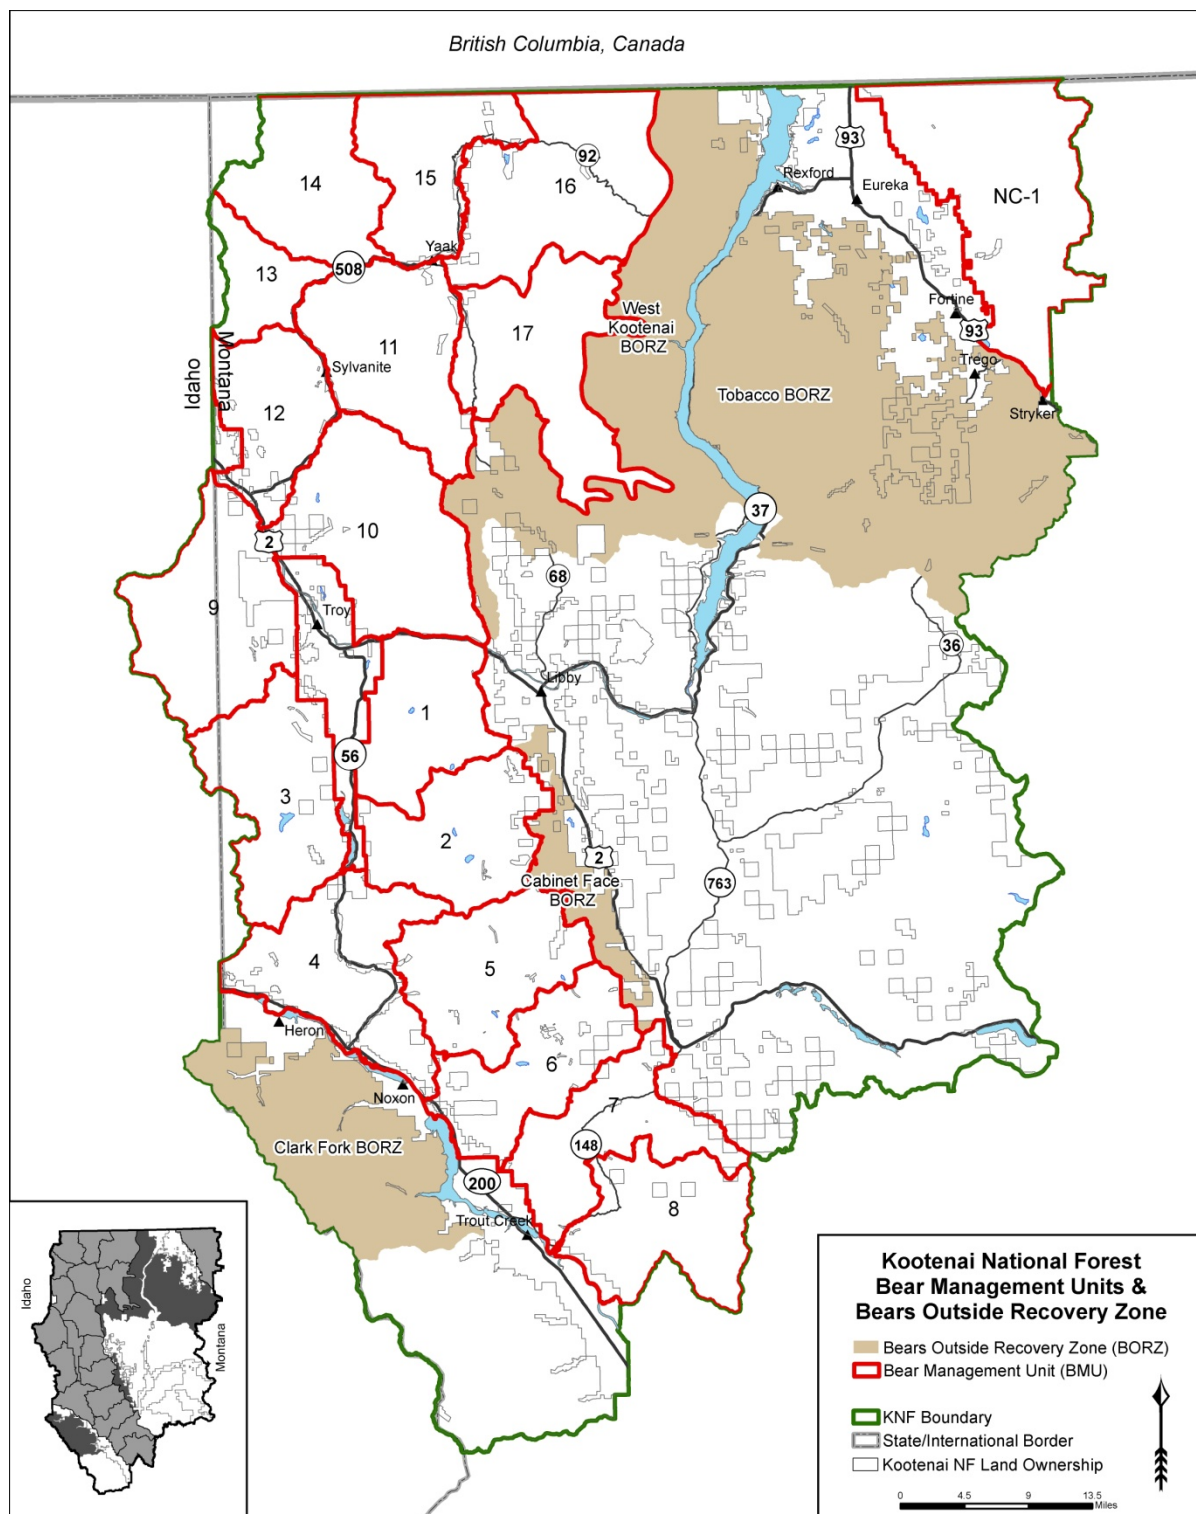 British Columbia, Canada
93
92
14
15
16
Rexford
Eureka
NC-1
Yaak
13
508
West
Kootenai
BORZ
17
Fortine
93
11
Idaho
Montana
Sylvanite
Trego
Tobacco BORZ
12
Stryker
37
10
2
68
9
Troy
36
Libby
1
56
3
2
2
Cabinet Face
BORZ
763
4
5
Heron
6
Noxon
7
Clark Fork BORZ
148
200
8
Trout Creek
Idaho
Montana
Kootenai National Forest
Bear Management Units &
Bears Outside Recovery Zone
Bears Outside Recovery Zone (BORZ)
Bear Management Unit (BMU)
KNF Boundary
State/International Border
Kootenai NF Land Ownership
0 4.5 9 13.5
Miles